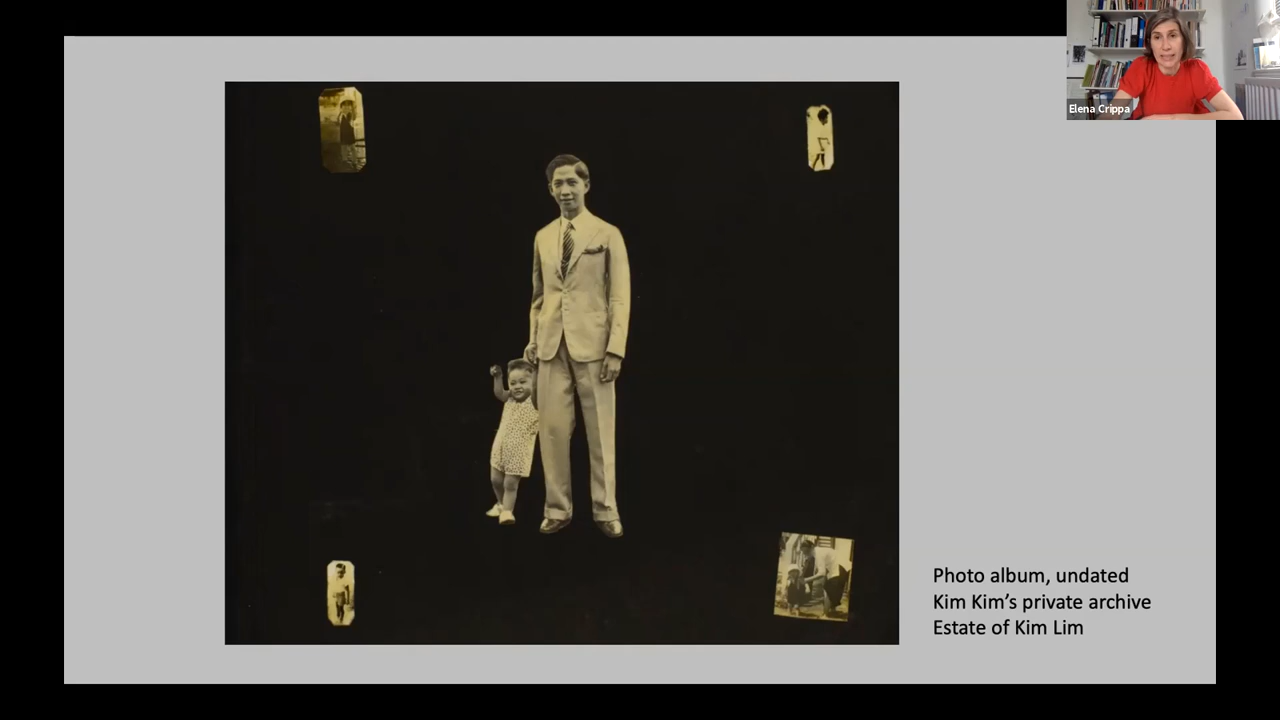 Elena Crippa
Photo album, undated
Kim Kim's private archive
Estate of Kim Lim